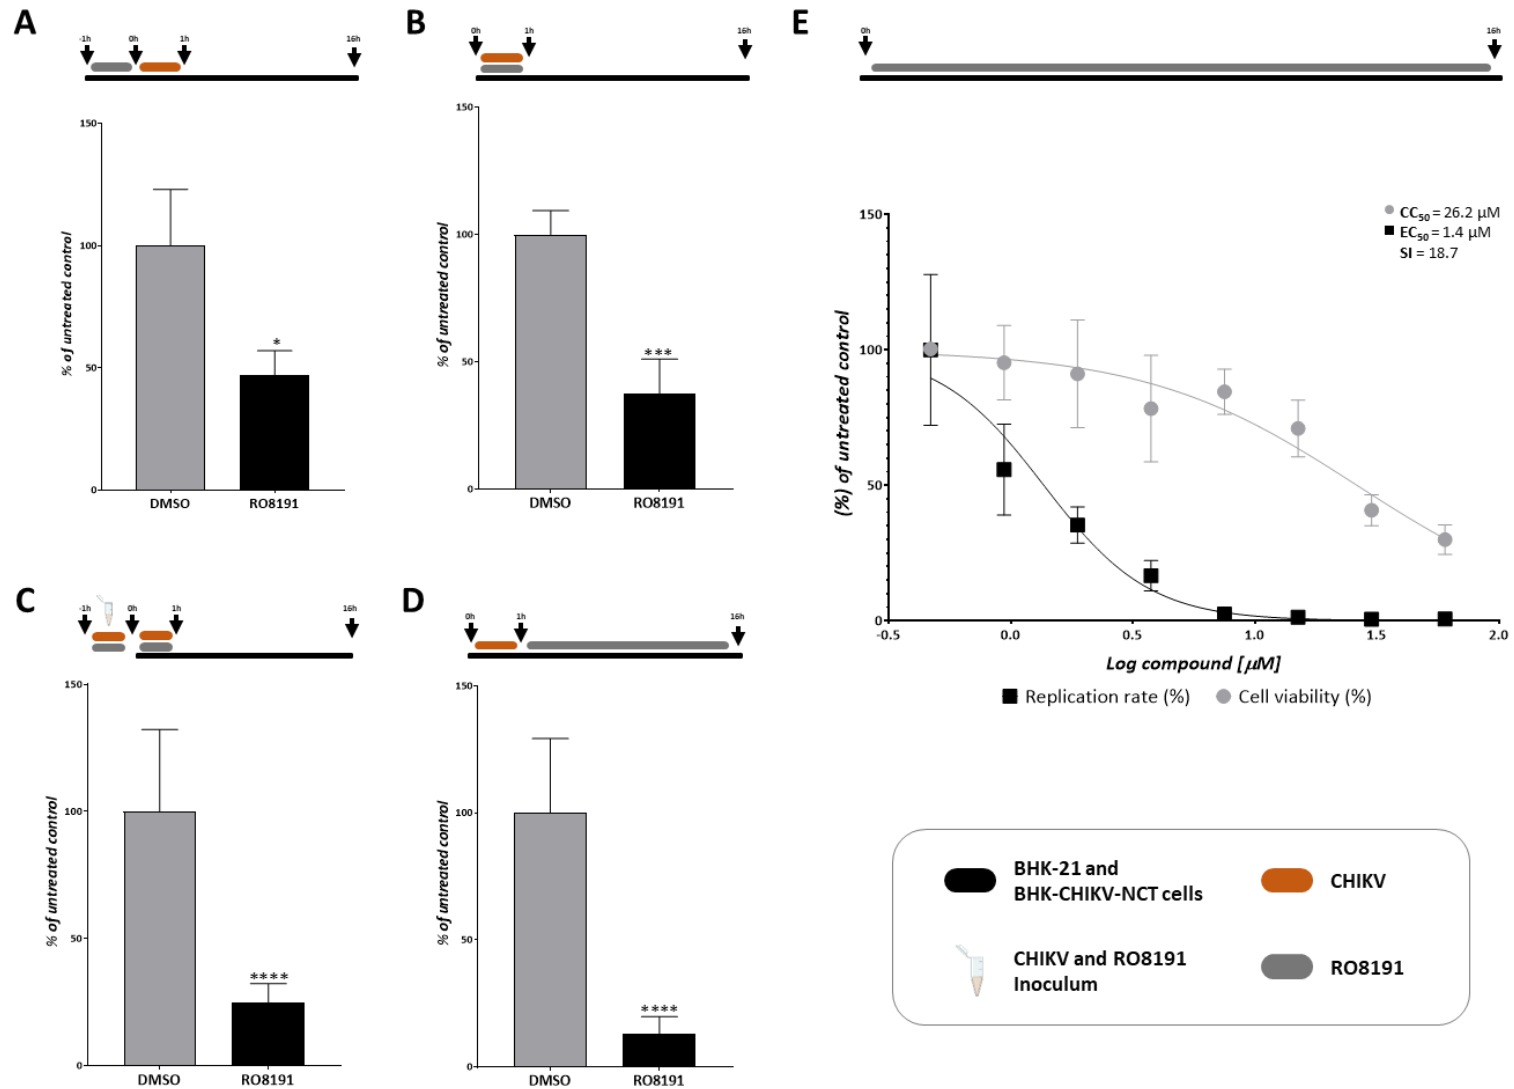 A
-1h 0h 1h 16h
150
100
50
0
% of untreated control
*
DMSO RO8191
B
0h 1h 16h
150
100
50
0
% of untreated control
***
DMSO RO8191
C
-1h 0h 1h 16h
150
100
50
0
% of untreated control
****
DMSO RO8191
D
0h 1h 16h
150
100
50
0
% of untreated control
****
DMSO RO8191
E
0h 16h
150
100
50
0
(%) of untreated control
CC50 = 26.2 µM
EC50 = 1.4 µM
SI = 18.7
-0.5 0.0 0.5 1.0 1.5 2.0
Log compound [µM]
Replication rate (%) Cell viability (%)
BHK-21 and
BHK-CHIKV-NCT cells
CHIKV
CHIKV and RO8191
Inoculum
RO8191